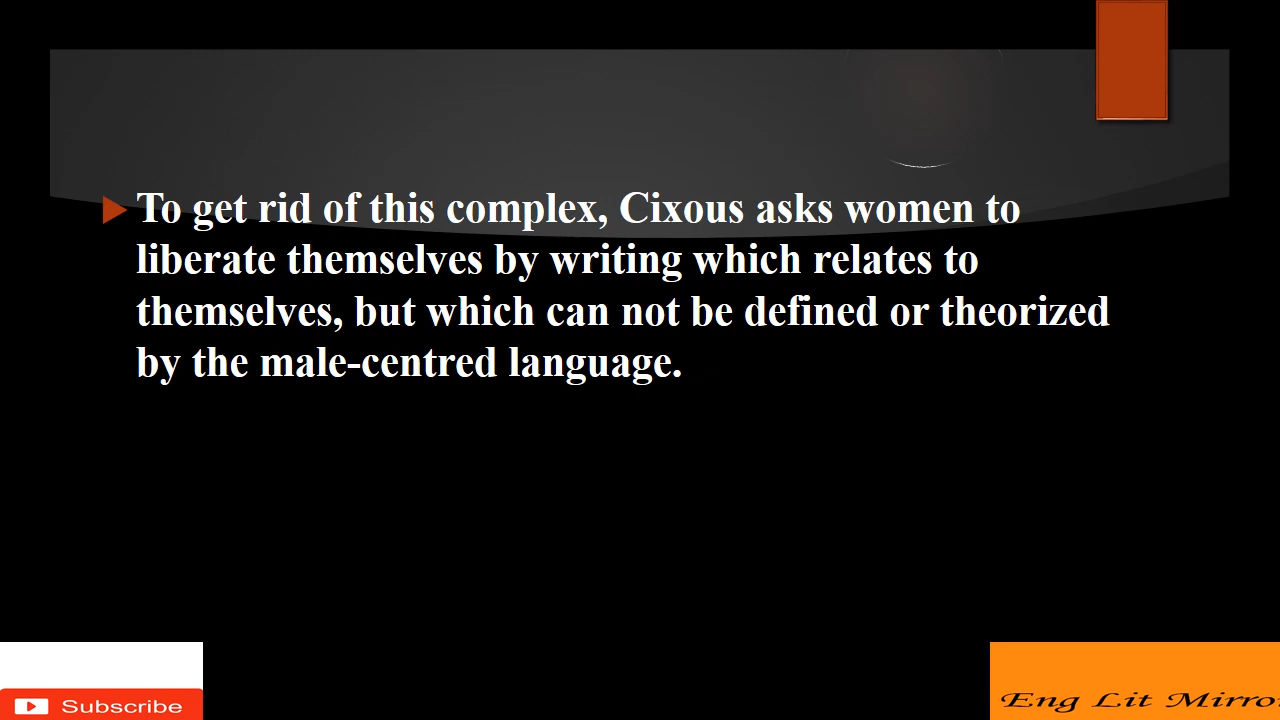 To get rid of this complex, Cixous asks women to
liberate themselves by writing which relates to
themselves, but which can not be defined or theorized
by the male-centred language.
Subscribe
Eng Lit Mirro